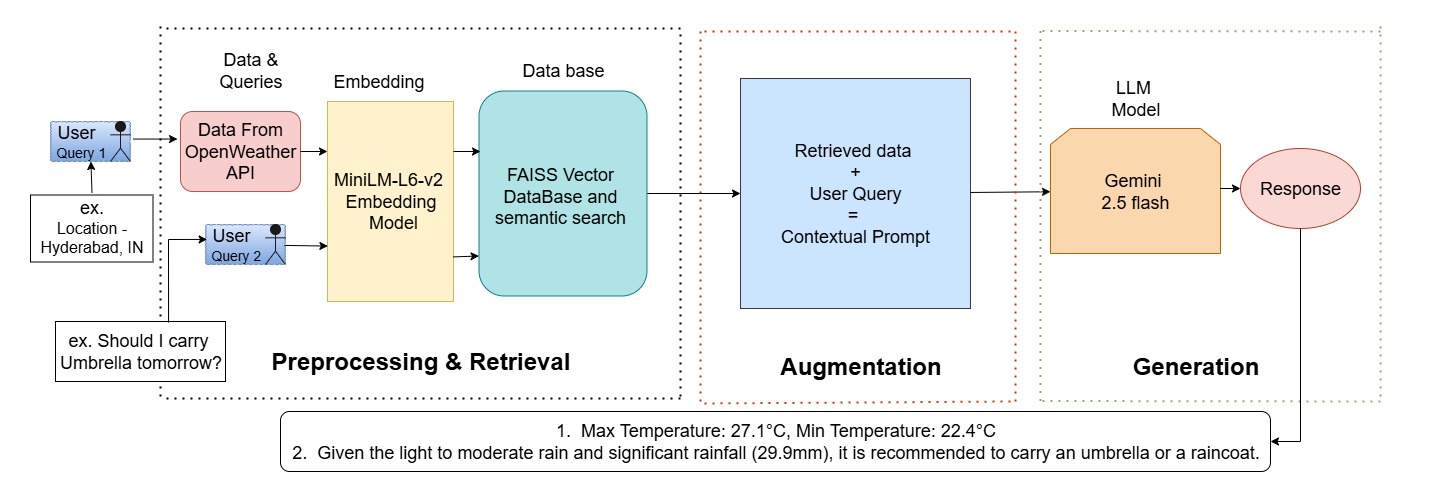 Data &
Queries
Embedding
Data base
LLM
Model
User
Query 1
Data From
OpenWeather
API
ex.
Location -
Hyderabad, IN
User
Query 2
ex. Should I carry
Umbrella tomorrow?
MiniLM-L6-v2
Embedding
Model
FAISS Vector
DataBase and
semantic search
Retrieved data
+
User Query
=
Contextual Prompt
Gemini
2.5 flash
Response
Preprocessing & Retrieval
Augmentation
Generation
1. Max Temperature: 27.1°C, Min Temperature: 22.4°C
2. Given the light to moderate rain and significant rainfall (29.9mm), it is recommended to carry an umbrella or a raincoat.